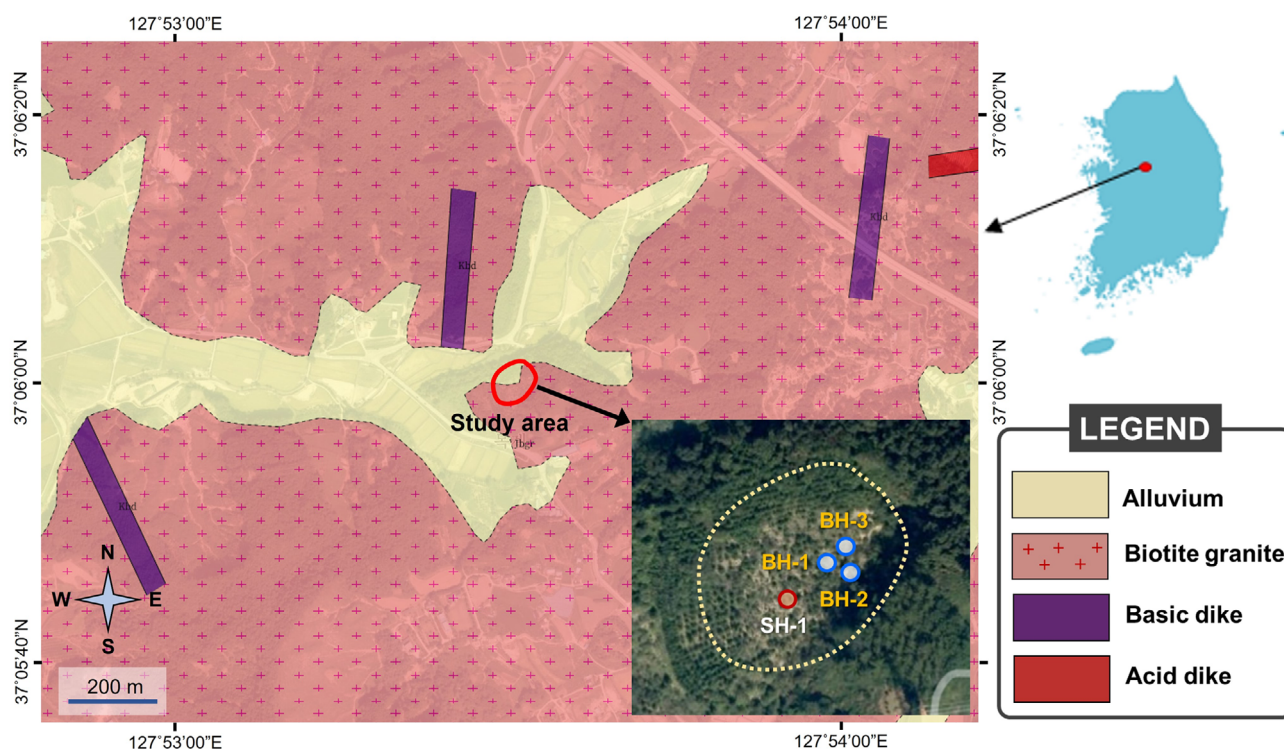 127°53’00”E
127°54’00”E
37°06’20”N
37°06’20”N
Kbd
Kbd
37°06’00”N
37°06’00”N
Study area
Jbgr
Kbd
N
W
E
S
37°05’40”N
200 m
BH-3
BH-1
BH-2
SH-1
LEGEND
Alluvium
Biotite granite
Basic dike
Acid dike
127°53’00”E
127°54’00”E